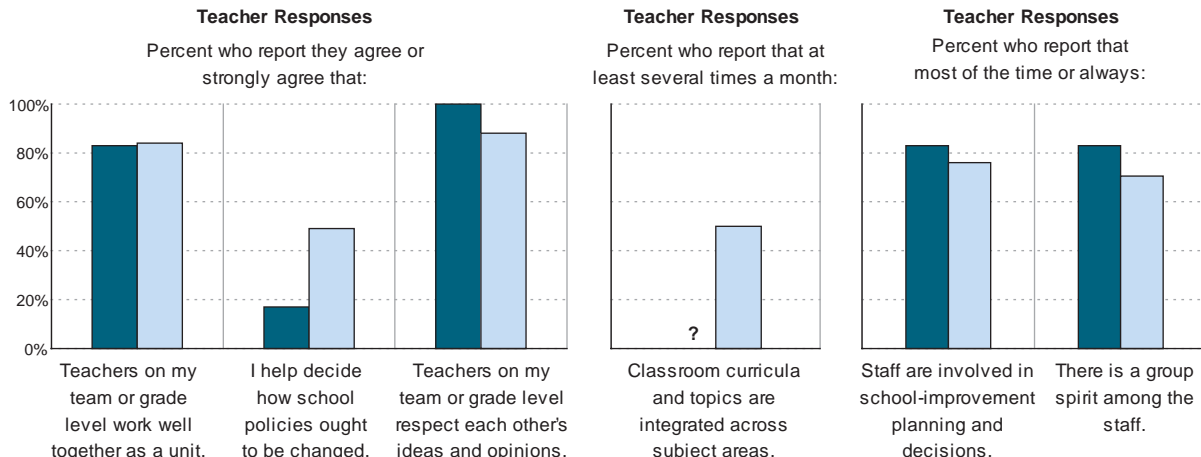 Teacher Responses
Percent who report they agree or
strongly agree that:
Teacher Responses
Percent who report that at
least several times a month:
Teacher Responses
Percent who report that
most of the time or always:
100%
80%
60%
40%
20%
0%
?
Teachers on my
team or grade
level work well
together as a unit.
I help decide
how school
policies ought
to be changed.
Teachers on my
team or grade level
respect each other's
ideas and opinions.
Classroom curricula
and topics are
integrated across
subject areas.
Staff are involved in
school-improvement
planning and
decisions.
There is a group
spirit among the
staff.